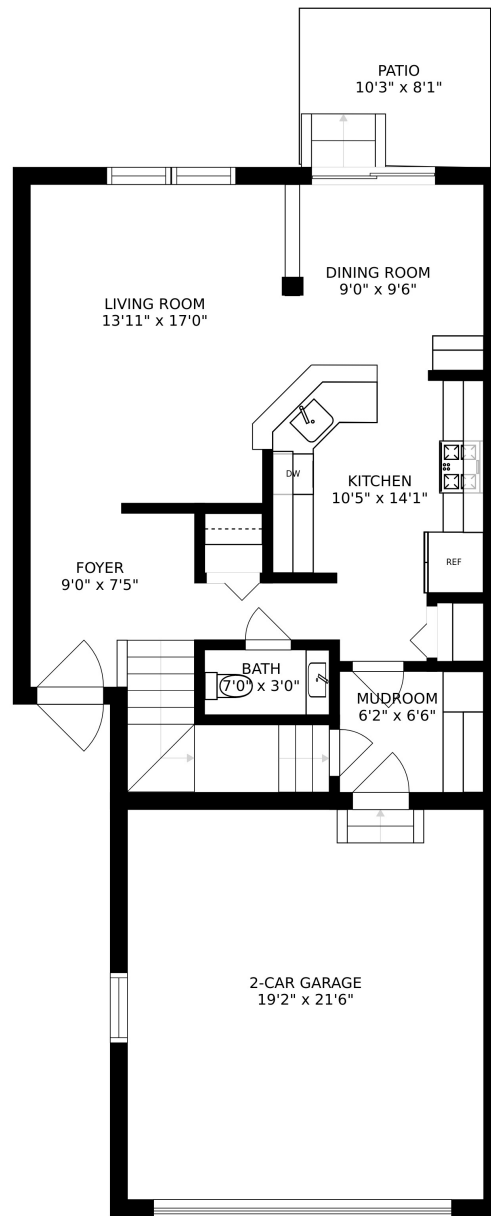 PATIO
10'3" x 8'1"
DINING ROOM
9'0" x 9'6"
LIVING ROOM
13'11" x 17'0"
DW
KITCHEN
10'5" x 14'1"
REF
FOYER
9'0" x 7'5"
BATH
7'0" x 3'0"
MUDROOM
6'2" x 6'6"
2-CAR GARAGE
19'2" x 21'6"